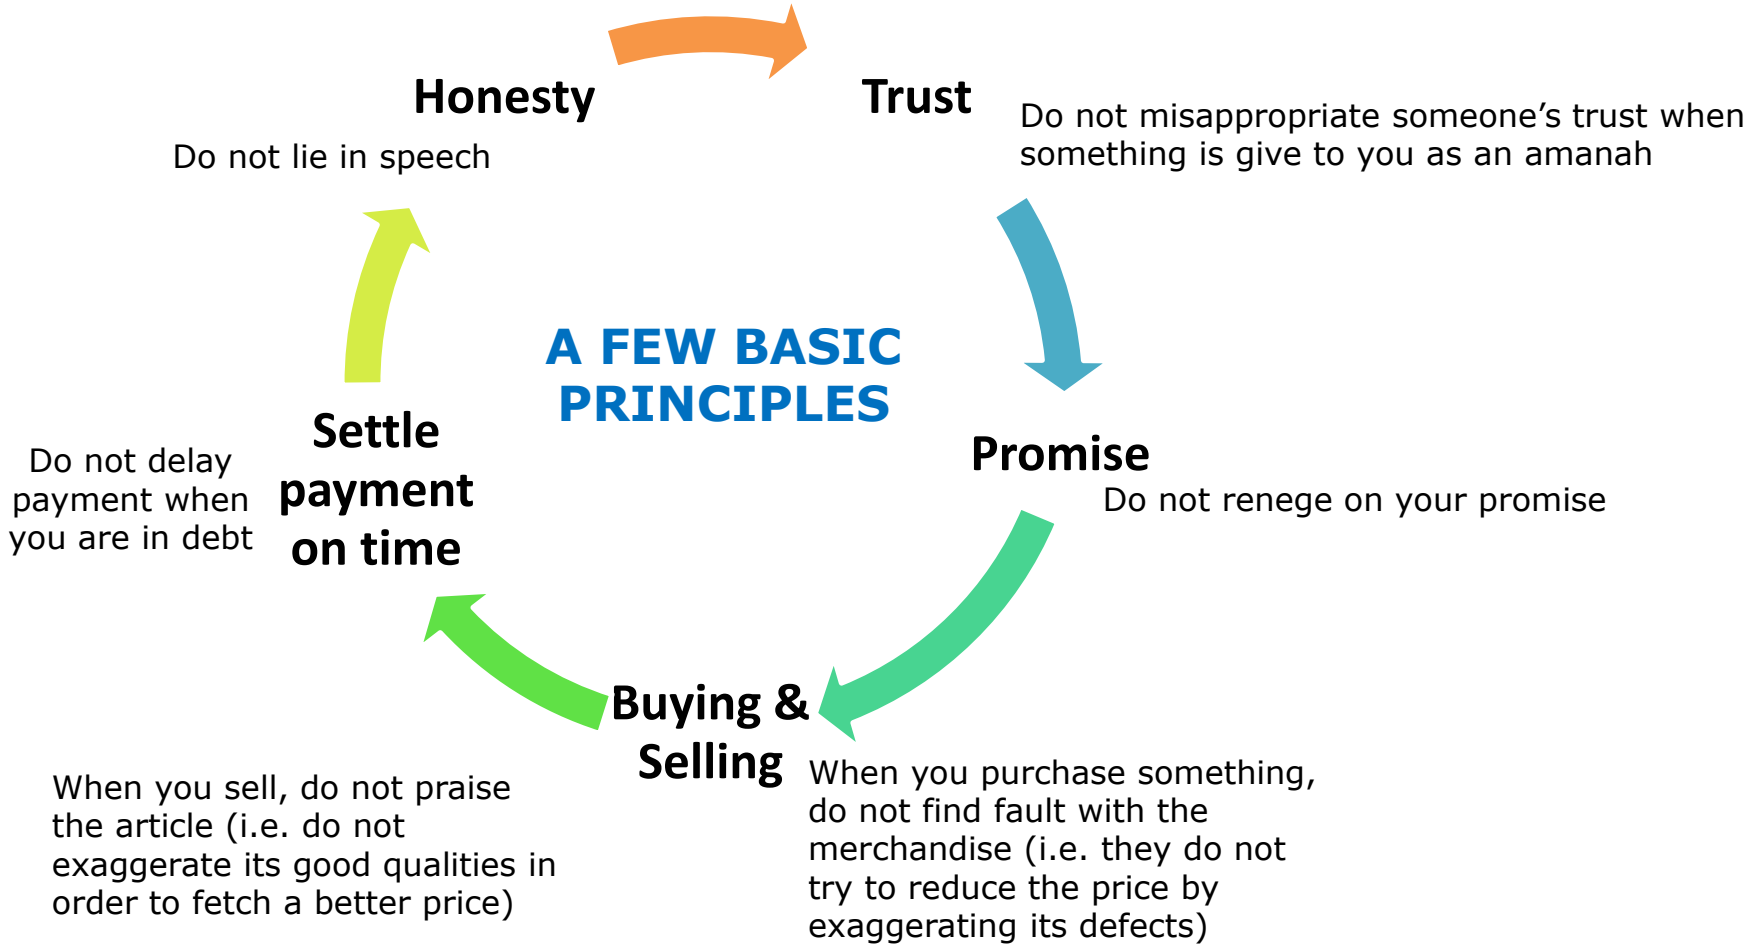 Honesty
Do not lie in speech
Trust
Do not misappropriate someone’s trust when
something is give to you as an amanah
A FEW BASIC
PRINCIPLES
Promise
Do not renege on your promise
Buying &
Selling
When you purchase something,
do not find fault with the
merchandise (i.e. they do not
try to reduce the price by
exaggerating its defects)
When you sell, do not praise
the article (i.e. do not
exaggerate its good qualities in
order to fetch a better price)
Settle
payment
on time
Do not delay
payment when
you are in debt